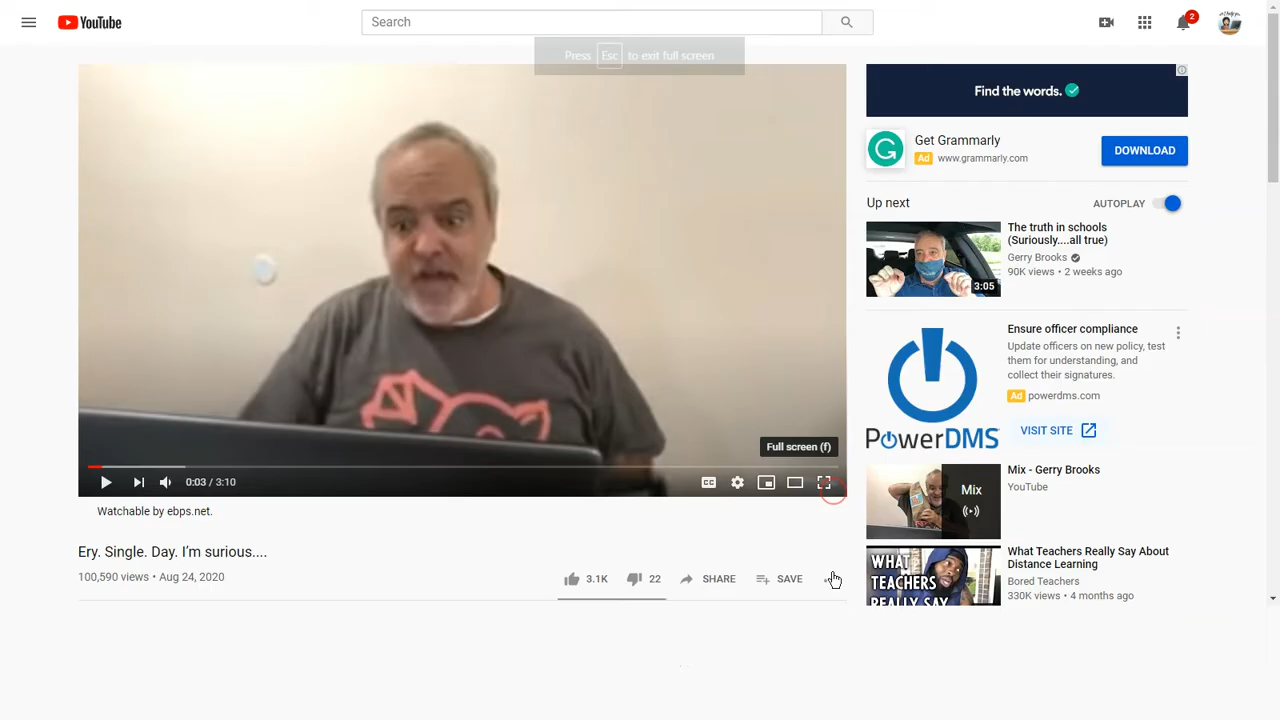 YouTube
Search
2
Press Esc to exit full screen
Full screen (f)
0:03 / 3:10
CC
Watchable by ebps.net.
Ery. Single. Day. I'm surious....
100,590 views • Aug 24, 2020
3.1K
22
SHARE
SAVE
Find the words.
Get Grammarly
Ad www.grammarly.com
DOWNLOAD
Up next
AUTOPLAY
The truth in schools
(Suriously....all true)
Gerry Brooks
90K views • 2 weeks ago
3:05
Ensure officer compliance
Update officers on new policy, test
them for understanding, and
collect their signatures.
Ad powerdms.com
VISIT SITE
PowerDMS
Mix - Gerry Brooks
YouTube
Mix
What Teachers Really Say About
Distance Learning
Bored Teachers
330K views • 4 months ago
WHAT
TEACHERS
REALLY SAY